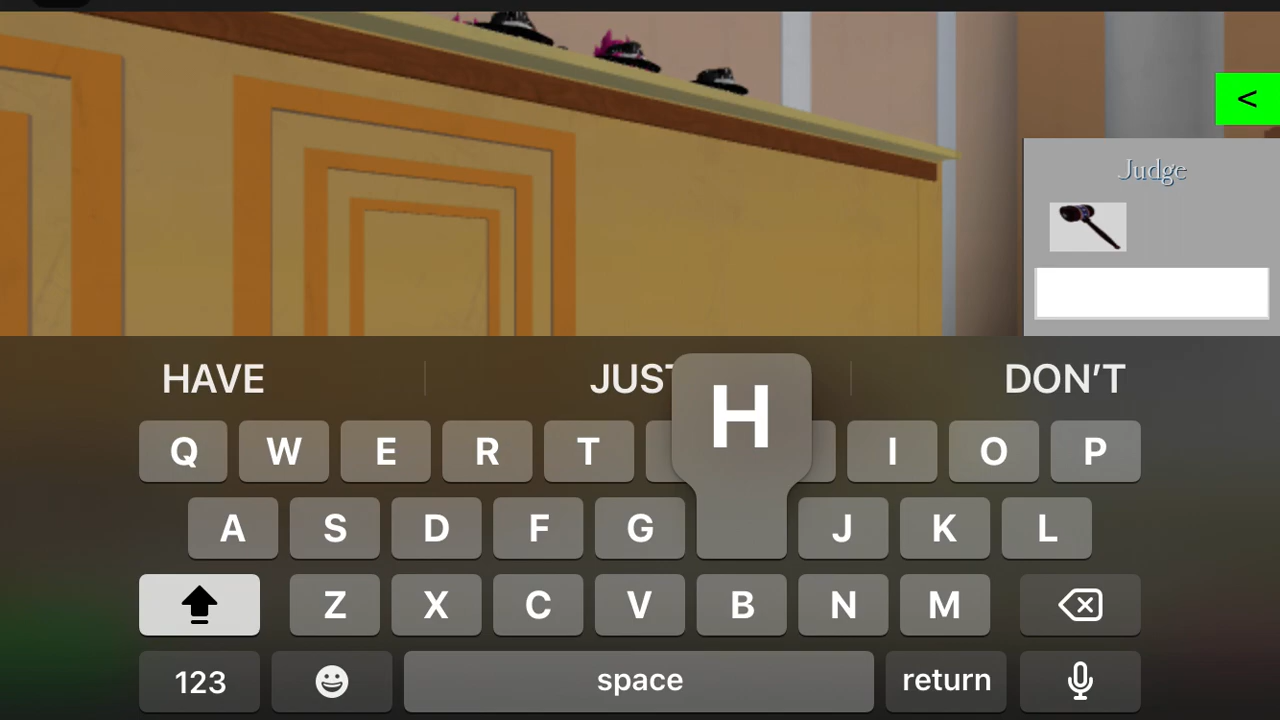 <
Judge
HAVE JUST DON'T
H
Q W E R T I O P
A S D F G J K L
Z X C V B N M
123 space return